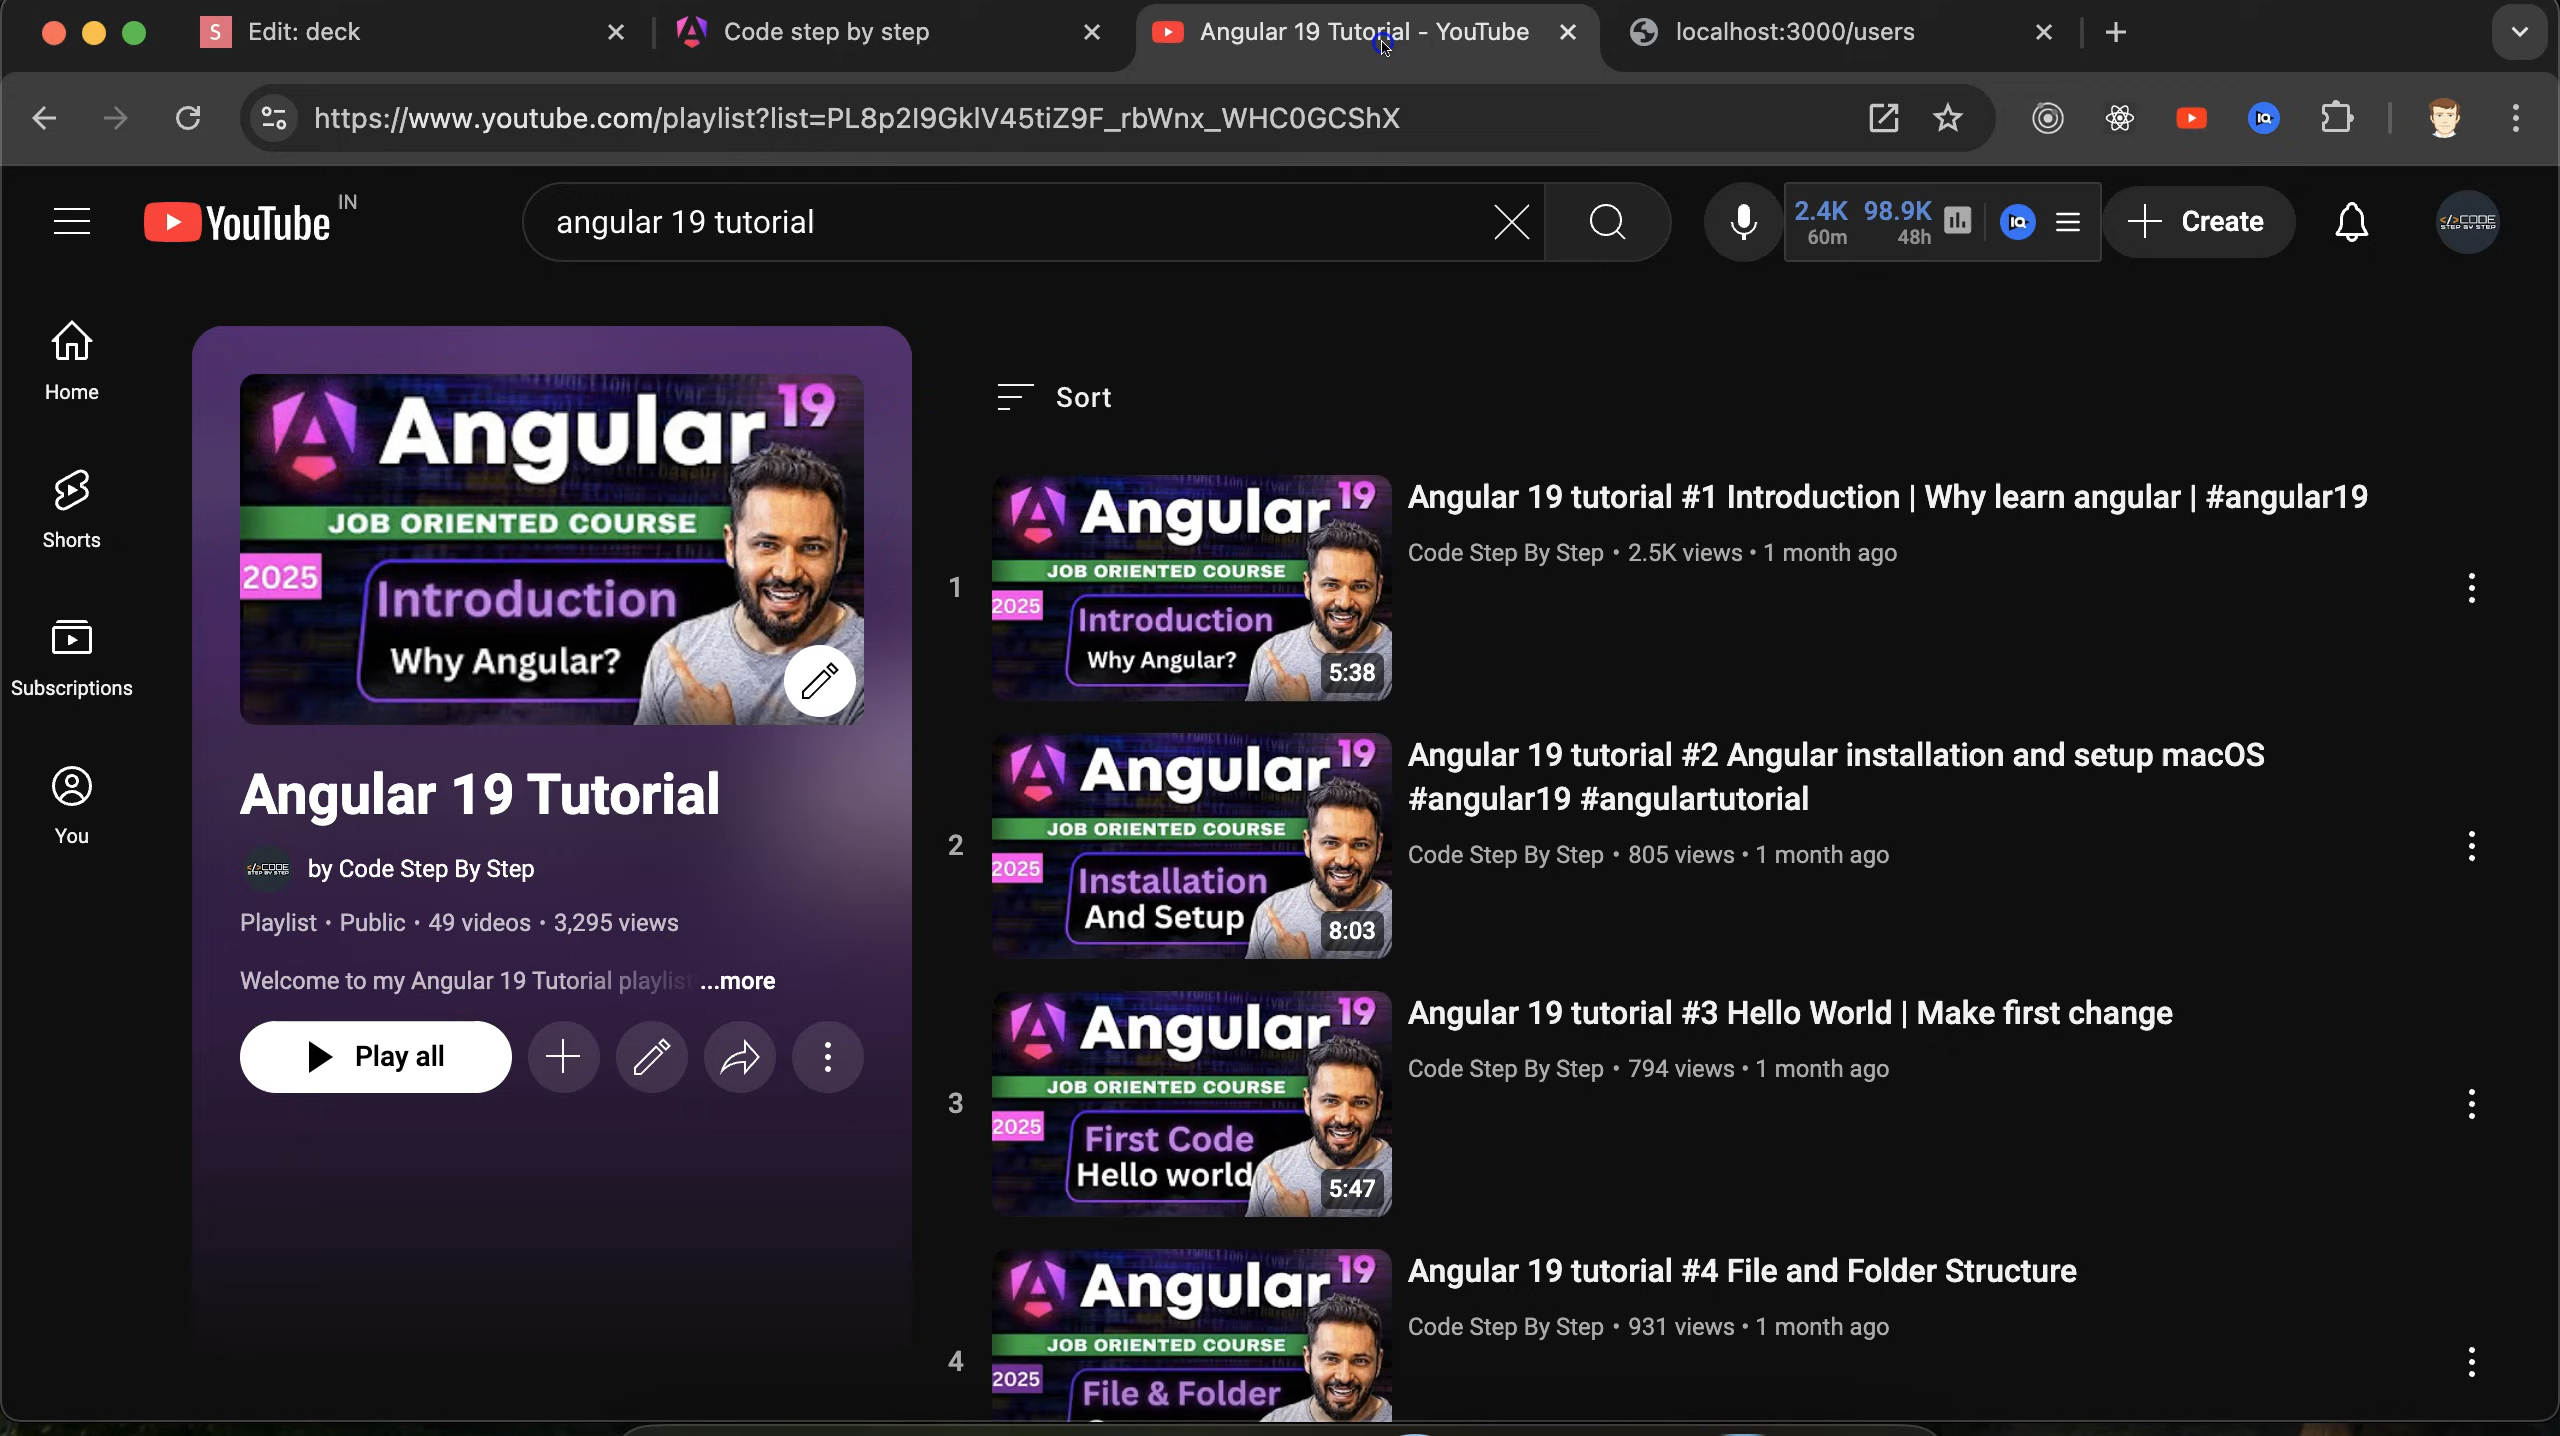 Edit: deck
Code step by step
Angular 19 Tutorial - YouTube
localhost:3000/users
https://www.youtube.com/playlist?list=PL8p2I9GklV45tiZ9F_rbWnx_WHC0GCShX
YouTube IN
angular 19 tutorial
2.4K 98.9K
60m 48h
Create
Home
Shorts
Subscriptions
You
Angular 19
JOB ORIENTED COURSE
2025
Introduction
Why Angular?
Angular 19 Tutorial
by Code Step By Step
Playlist • Public • 49 videos • 3,295 views
Welcome to my Angular 19 Tutorial playlist ...more
Play all
Sort
1
Angular 19
JOB ORIENTED COURSE
2025
Introduction
Why Angular?
5:38
Angular 19 tutorial #1 Introduction | Why learn angular | #angular19
Code Step By Step • 2.5K views • 1 month ago
2
Angular 19
JOB ORIENTED COURSE
2025
Installation
And Setup
8:03
Angular 19 tutorial #2 Angular installation and setup macOS
#angular19 #angulartutorial
Code Step By Step • 805 views • 1 month ago
3
Angular 19
JOB ORIENTED COURSE
2025
First Code
Hello world
5:47
Angular 19 tutorial #3 Hello World | Make first change
Code Step By Step • 794 views • 1 month ago
4
Angular 19
JOB ORIENTED COURSE
2025
File & Folder
Angular 19 tutorial #4 File and Folder Structure
Code Step By Step • 931 views • 1 month ago